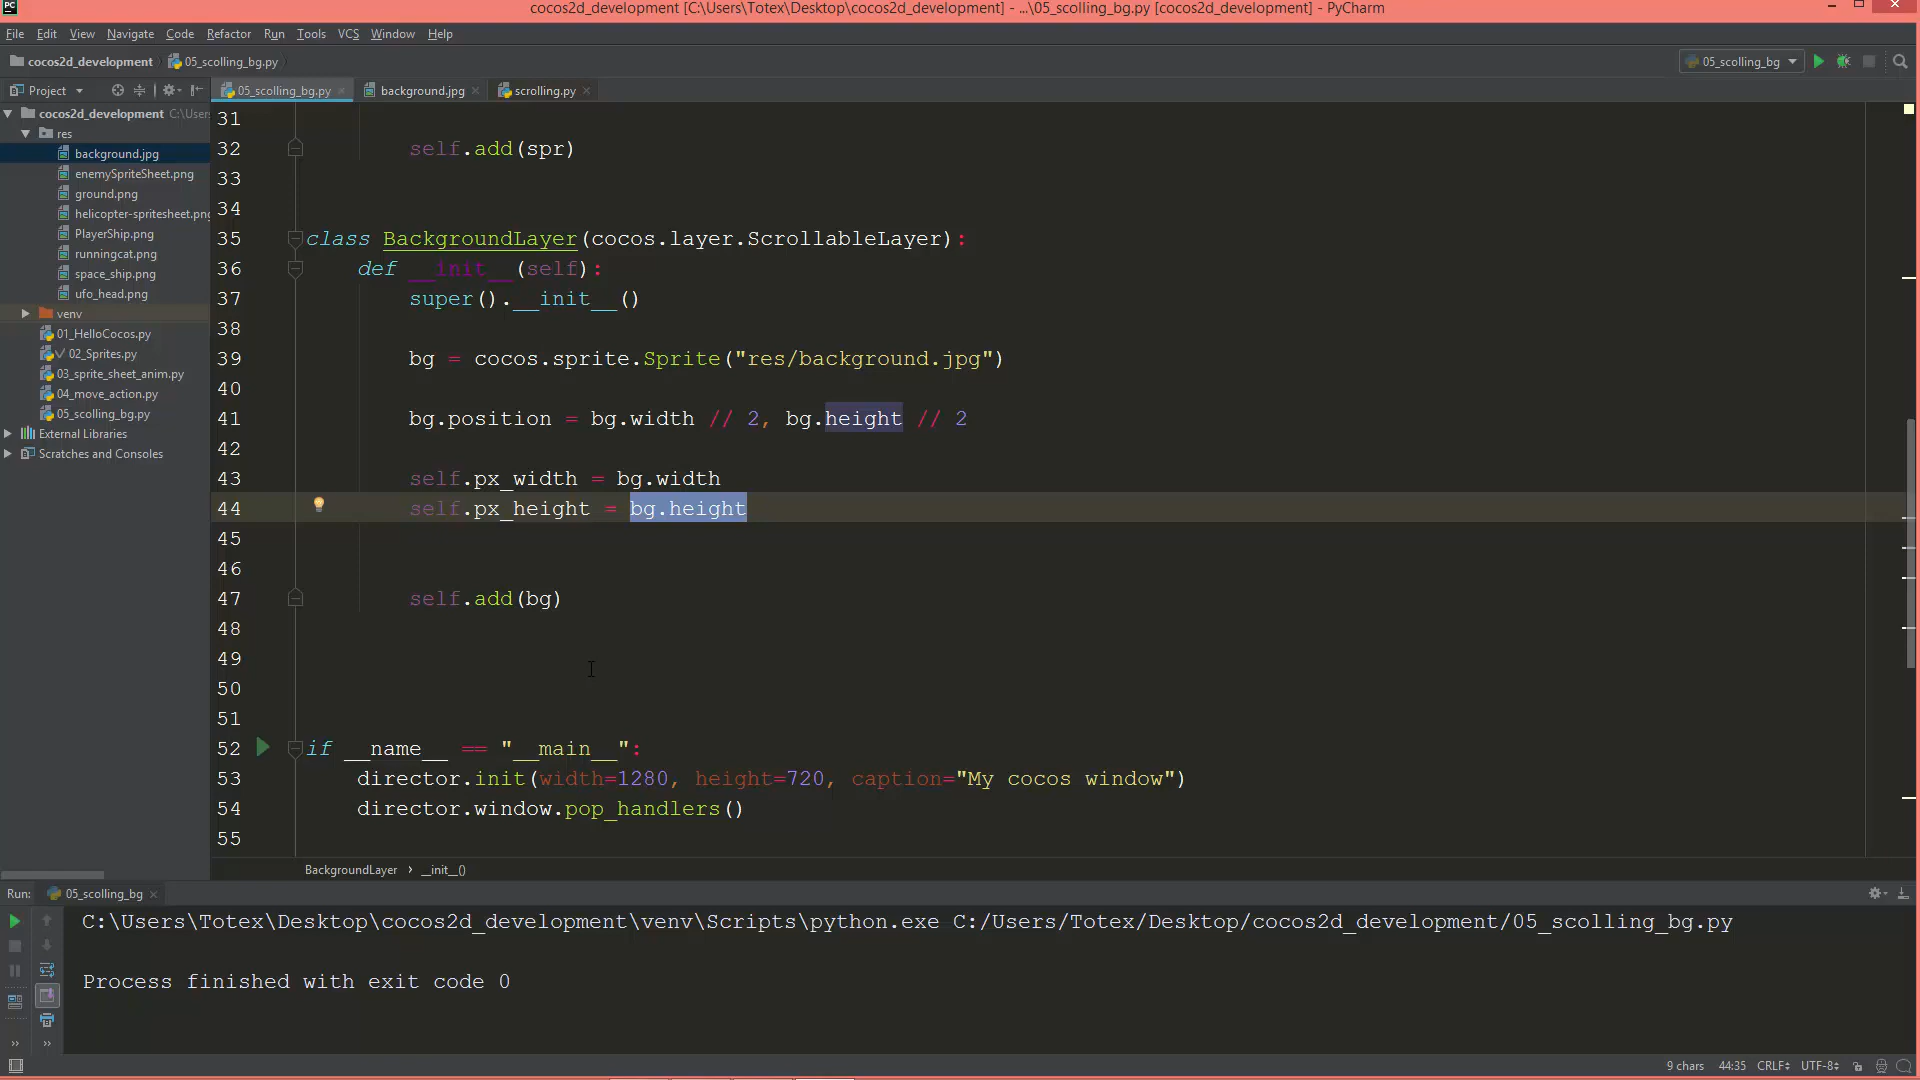 PC
cocos2d_development [C:\Users\Totex\Desktop\cocos2d_development] - ...\05_scolling_bg.py [cocos2d_development] - PyCharm
File Edit View Navigate Code Refactor Run Tools VCS Window Help
cocos2d_development 05_scolling_bg.py
05_scolling_bg
Project
05_scolling_bg.py background.jpg scrolling.py
cocos2d_development C:\Users
res
background.jpg
enemySpriteSheet.png
ground.png
helicopter-spritesheet.png
PlayerShip.png
runningcat.png
space_ship.png
ufo_head.png
venv
01_HelloCocos.py
02_Sprites.py
03_sprite_sheet_anim.py
04_move_action.py
05_scolling_bg.py
External Libraries
Scratches and Consoles
31
32 self.add(spr)
33
34
35 class BackgroundLayer(cocos.layer.ScrollableLayer):
36 def __init__(self):
37 super().__init__()
38
39 bg = cocos.sprite.Sprite("res/background.jpg")
40
41 bg.position = bg.width // 2, bg.height // 2
42
43 self.px_width = bg.width
44 self.px_height = bg.height
45
46
47 self.add(bg)
48
49
50
51
52 if __name__ == "__main__":
53 director.init(width=1280, height=720, caption="My cocos window")
54 director.window.pop_handlers()
55
BackgroundLayer › __init__()
Run: 05_scolling_bg
C:\Users\Totex\Desktop\cocos2d_development\venv\Scripts\python.exe C:/Users/Totex/Desktop/cocos2d_development/05_scolling_bg.py
Process finished with exit code 0
9 chars 44:35 CRLF UTF-8